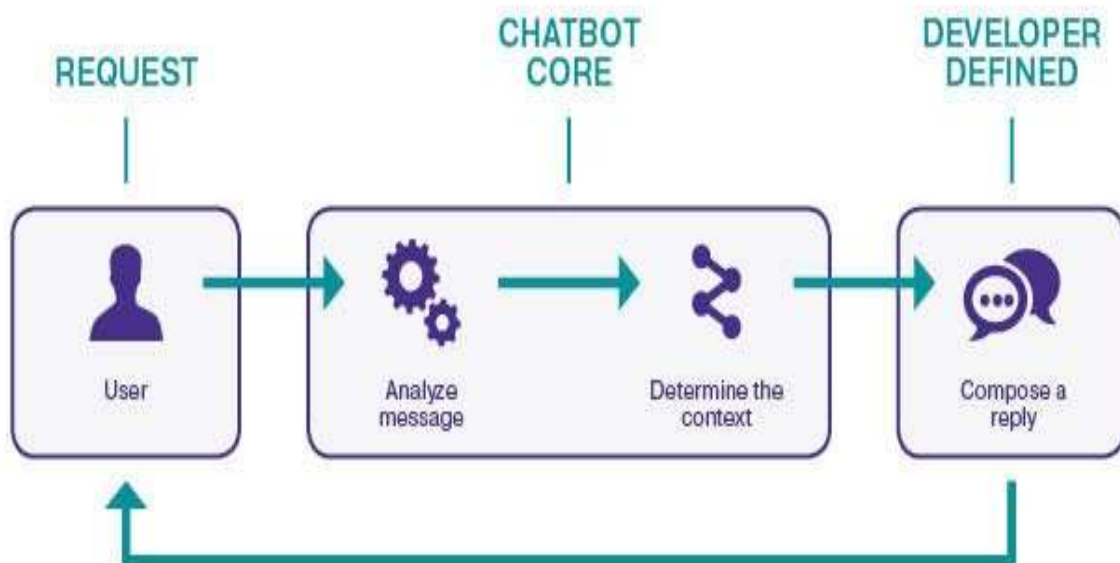 REQUEST
CHATBOT
CORE
DEVELOPER
DEFINED
User
Analyze
message
Determine the
context
Compose a
reply